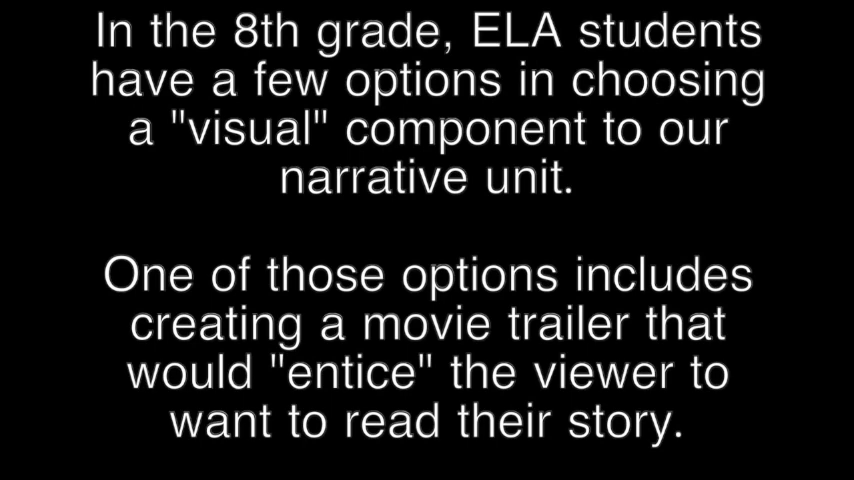 In the 8th grade, ELA students
have a few options in choosing
a "visual" component to our
narrative unit.
One of those options includes
creating a movie trailer that
would "entice" the viewer to
want to read their story.